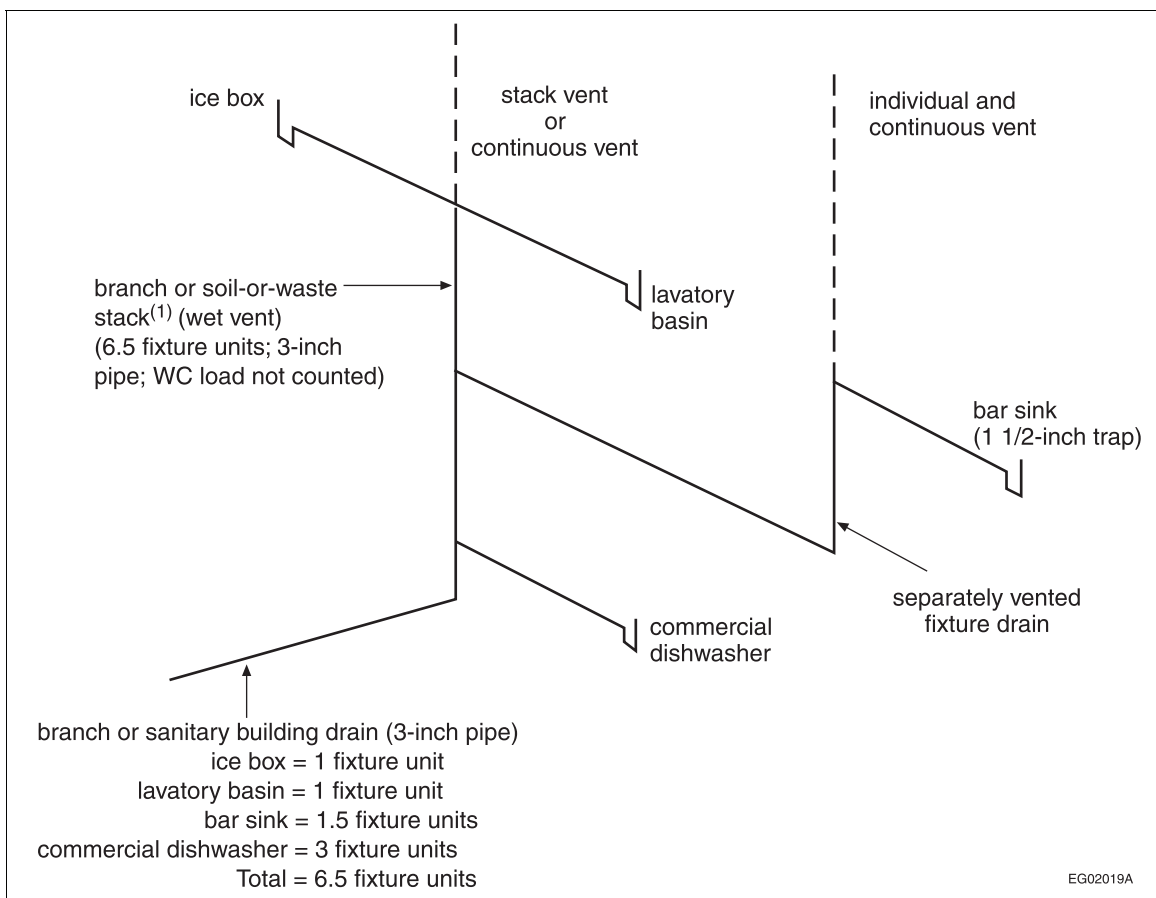 ice box
stack vent
or
continuous vent
individual and
continuous vent
branch or soil-or-waste
stack(1) (wet vent)
(6.5 fixture units; 3-inch
pipe; WC load not counted)
lavatory
basin
bar sink
(1 1/2-inch trap)
separately vented
fixture drain
commercial
dishwasher
branch or sanitary building drain (3-inch pipe)
ice box = 1 fixture unit
lavatory basin = 1 fixture unit
bar sink = 1.5 fixture units
commercial dishwasher = 3 fixture units
Total = 6.5 fixture units
EG02019A